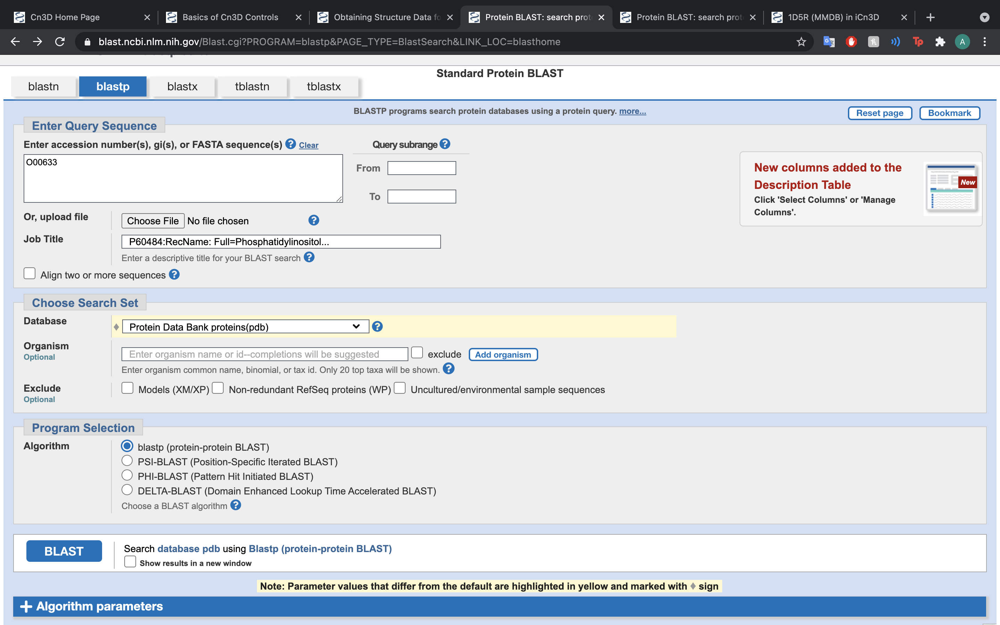 Cn3D Home Page
Basics of Cn3D Controls
Obtaining Structure Data fo
Protein BLAST: search prot
Protein BLAST: search prot
1D5R (MMDB) in iCn3D
blast.ncbi.nlm.nih.gov/Blast.cgi?PROGRAM=blastp&PAGE_TYPE=BlastSearch&LINK_LOC=blasthome
A
Standard Protein BLAST
blastn blastp blastx tblastn tblastx
BLASTP programs search protein databases using a protein query. more...
Reset page Bookmark
Enter Query Sequence
Enter accession number(s), gi(s), or FASTA sequence(s) ? Clear
Query subrange ?
O00633
From
To
New columns added to the
Description Table
Click 'Select Columns' or 'Manage
Columns'.
New
Or, upload file Choose File No file chosen ?
Job Title P60484:RecName: Full=Phosphatidylinositol...
Enter a descriptive title for your BLAST search ?
Align two or more sequences ?
Choose Search Set
Database Protein Data Bank proteins(pdb) ?
Organism
Optional
Enter organism name or id--completions will be suggested exclude Add organism
Enter organism common name, binomial, or tax id. Only 20 top taxa will be shown. ?
Exclude
Optional
Models (XM/XP) Non-redundant RefSeq proteins (WP) Uncultured/environmental sample sequences
Program Selection
Algorithm
blastp (protein-protein BLAST)
PSI-BLAST (Position-Specific Iterated BLAST)
PHI-BLAST (Pattern Hit Initiated BLAST)
DELTA-BLAST (Domain Enhanced Lookup Time Accelerated BLAST)
Choose a BLAST algorithm ?
BLAST
Search database pdb using Blastp (protein-protein BLAST)
Show results in a new window
Note: Parameter values that differ from the default are highlighted in yellow and marked with ♦ sign
+ Algorithm parameters